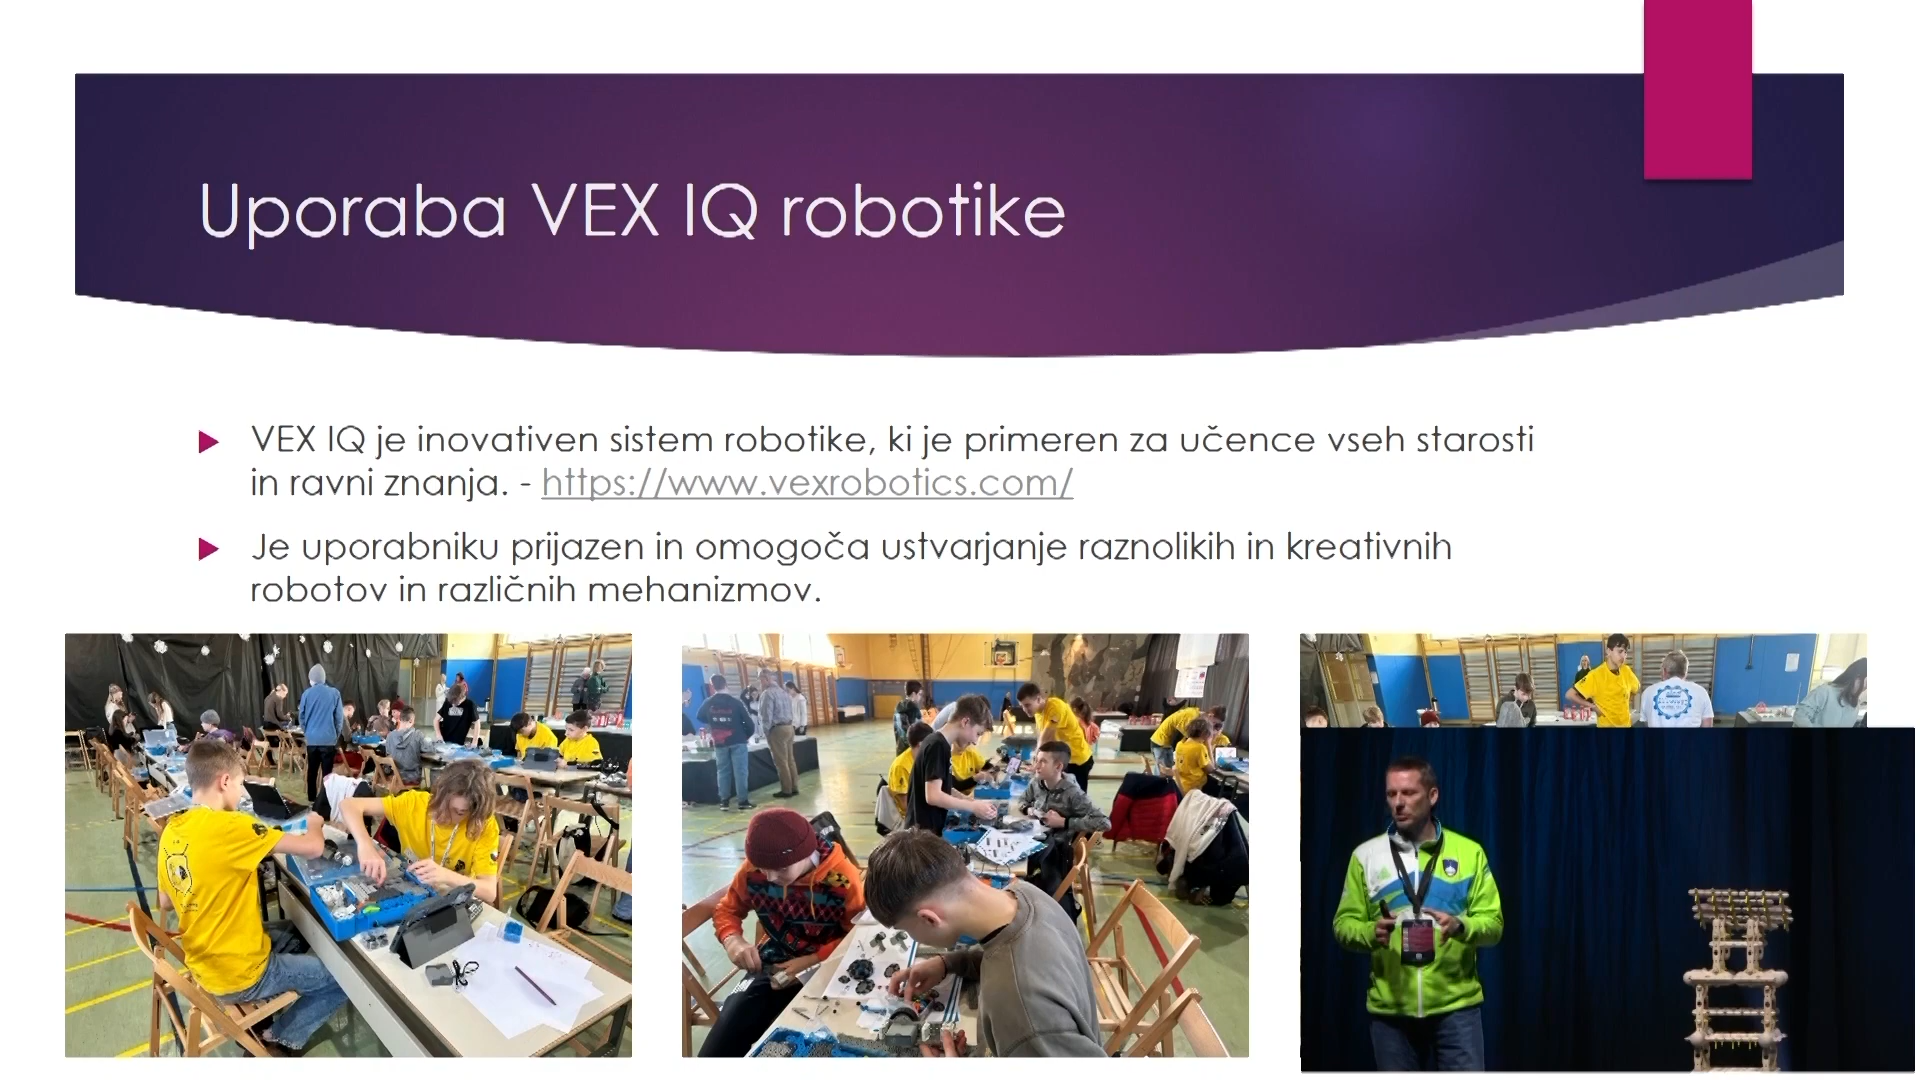 Uporaba VEX IQ robotike
VEX IQ je inovativen sistem robotike, ki je primeren za učence vseh starosti
in ravni znanja. - https://www.vexrobotics.com/
Je uporabniku prijazen in omogoča ustvarjanje raznolikih in kreativnih
robotov in različnih mehanizmov.